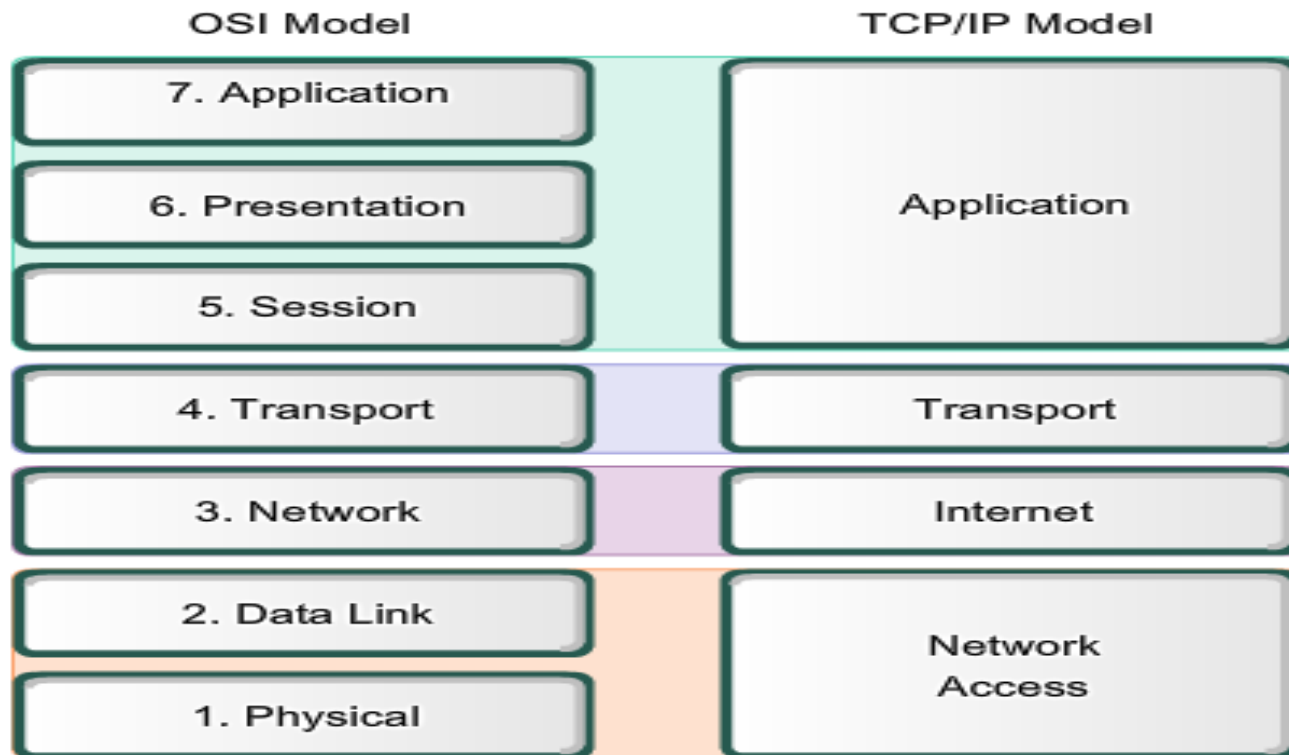 OSI Model
TCP/IP Model
7. Application
6. Presentation
5. Session
Application
4. Transport
Transport
3. Network
Internet
2. Data Link
1. Physical
Network
Access